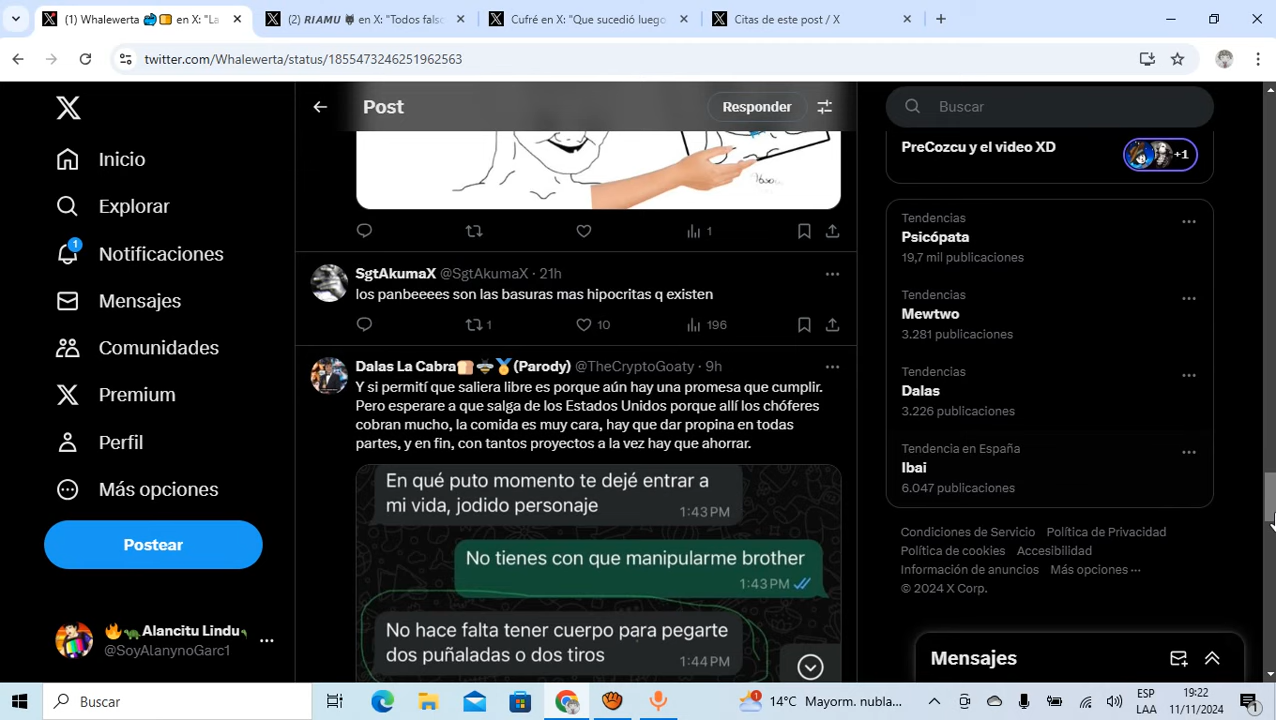 (1) Whalewerta en X: "La
(2) RIAMU en X: "Todos falso
Cufré en X: "Que sucedió luego
Citas de este post / X
twitter.com/Whalewerta/status/1855473246251962563
Post
Responder
Buscar
Inicio
Explorar
1
Notificaciones
Mensajes
Comunidades
Premium
Perfil
Más opciones
Postear
Alancitu Lindu
@SoyAlanynoGarc1
1
SgtAkumaX @SgtAkumaX · 21h
los panbeeees son las basuras mas hipocritas q existen
1 10 196
Dalas La Cabra (Parody) @TheCryptoGoaty · 9h
Y si permití que saliera libre es porque aún hay una promesa que cumplir.
Pero esperare a que salga de los Estados Unidos porque allí los chóferes
cobran mucho, la comida es muy cara, hay que dar propina en todas
partes, y en fin, con tantos proyectos a la vez hay que ahorrar.
En qué puto momento te dejé entrar a
mi vida, jodido personaje
1:43PM
No tienes con que manipularme brother
1:43PM
No hace falta tener cuerpo para pegarte
dos puñaladas o dos tiros
1:44PM
PreCozcu y el video XD
+1
Tendencias
Psicópata
19,7 mil publicaciones
Tendencias
Mewtwo
3.281 publicaciones
Tendencias
Dalas
3.226 publicaciones
Tendencia en España
Ibai
6.047 publicaciones
Condiciones de Servicio Política de Privacidad
Política de cookies Accesibilidad
Información de anuncios Más opciones ···
© 2024 X Corp.
Mensajes
Buscar
1
14°C Mayorm. nubla...
ESP
LAA
19:22
11/11/2024
1